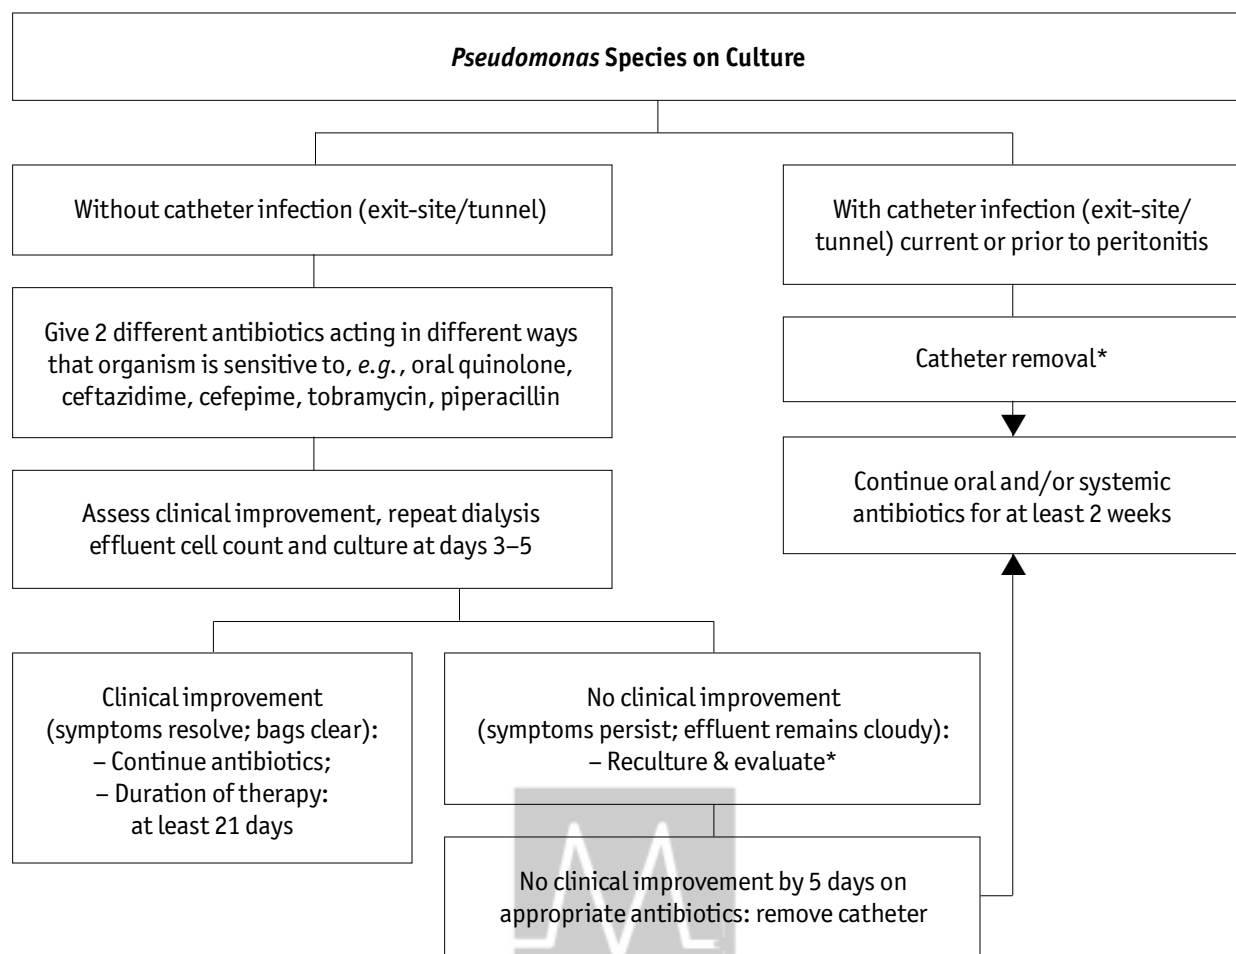 Pseudomonas Species on Culture
Without catheter infection (exit-site/tunnel)
With catheter infection (exit-site/
tunnel) current or prior to peritonitis
Give 2 different antibiotics acting in different ways
that organism is sensitive to, e.g., oral quinolone,
ceftazidime, cefepime, tobramycin, piperacillin
Catheter removal*
Continue oral and/or systemic
antibiotics for at least 2 weeks
Assess clinical improvement, repeat dialysis
effluent cell count and culture at days 3–5
Clinical improvement
(symptoms resolve; bags clear):
– Continue antibiotics;
– Duration of therapy:
at least 21 days
No clinical improvement
(symptoms persist; effluent remains cloudy):
– Reculture & evaluate*
No clinical improvement by 5 days on
appropriate antibiotics: remove catheter